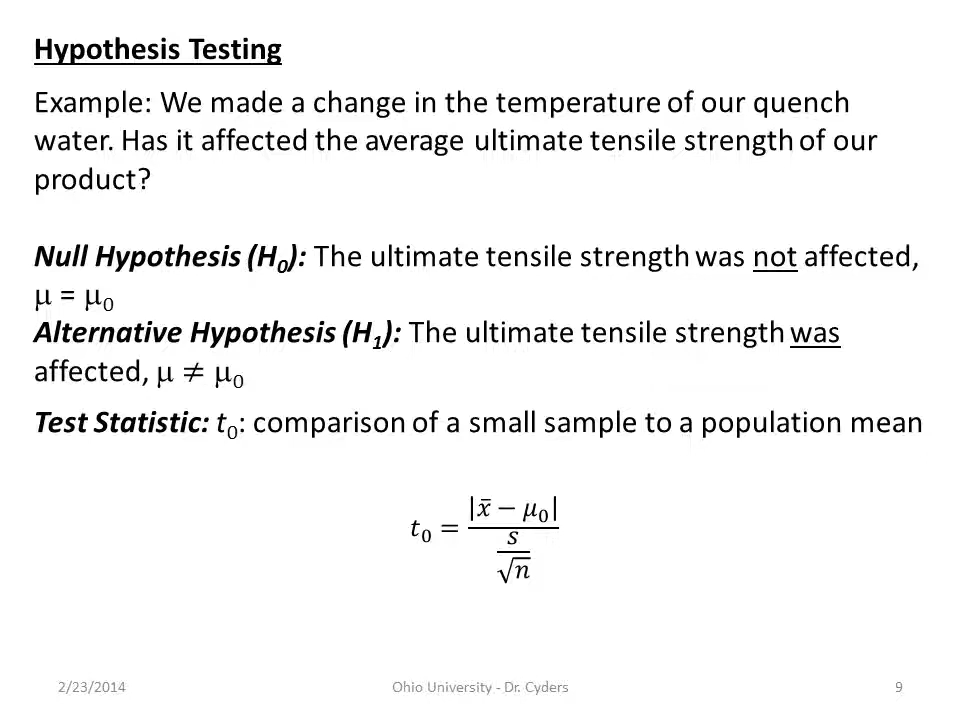 Hypothesis Testing
Example: We made a change in the temperature of our quench
water. Has it affected the average ultimate tensile strength of our
product?
Null Hypothesis (H₀): The ultimate tensile strength was not affected,
μ = μ₀
Alternative Hypothesis (H₁): The ultimate tensile strength was
affected, μ ≠ μ₀
Test Statistic: t₀: comparison of a small sample to a population mean
t₀ = |x̄ − μ₀| / (s / √n)
2/23/2014
Ohio University - Dr. Cyders
9